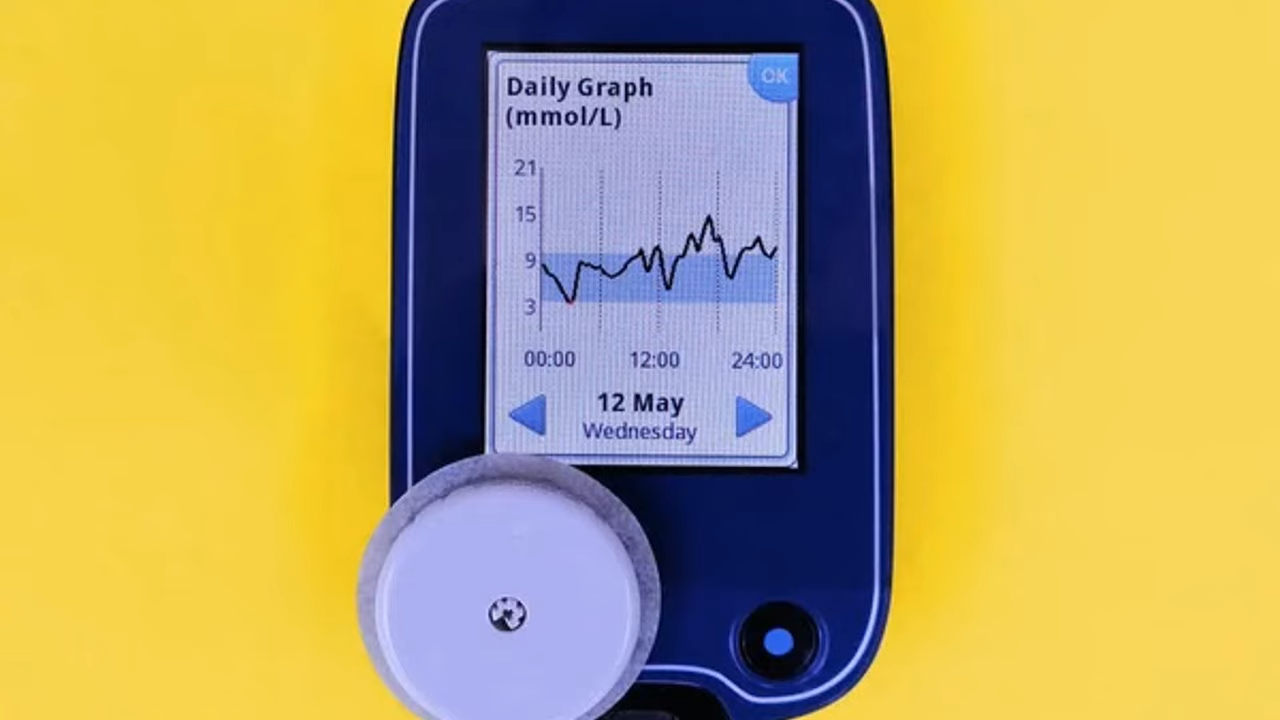 OK
Daily Graph
(mmol/L)
21
15
9
3
00:00 12:00 24:00
12 May
Wednesday